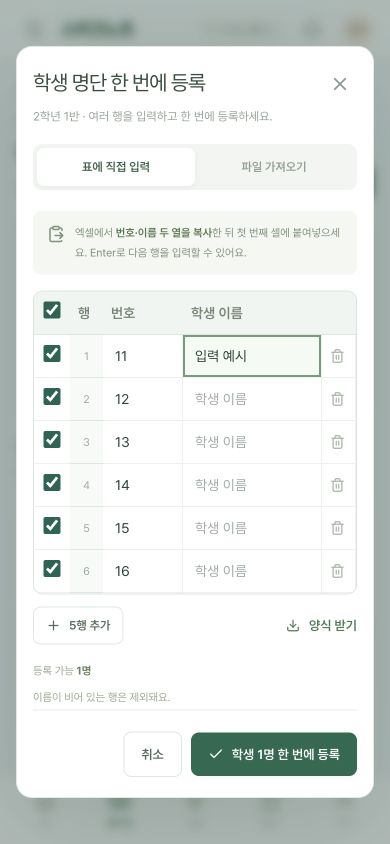 학생 명단 한 번에 등록
2학년 1반 · 여러 행을 입력하고 한 번에 등록하세요.
표에 직접 입력 파일 가져오기
엑셀에서 번호·이름 두 열을 복사한 뒤 첫 번째 셀에 붙여넣으세
요. Enter로 다음 행을 입력할 수 있어요.
행 번호 학생 이름
1 11 입력 예시
2 12 학생 이름
3 13 학생 이름
4 14 학생 이름
5 15 학생 이름
6 16 학생 이름
5행 추가 양식 받기
등록 가능 1명
이름이 비어 있는 행은 제외돼요.
취소 학생 1명 한 번에 등록